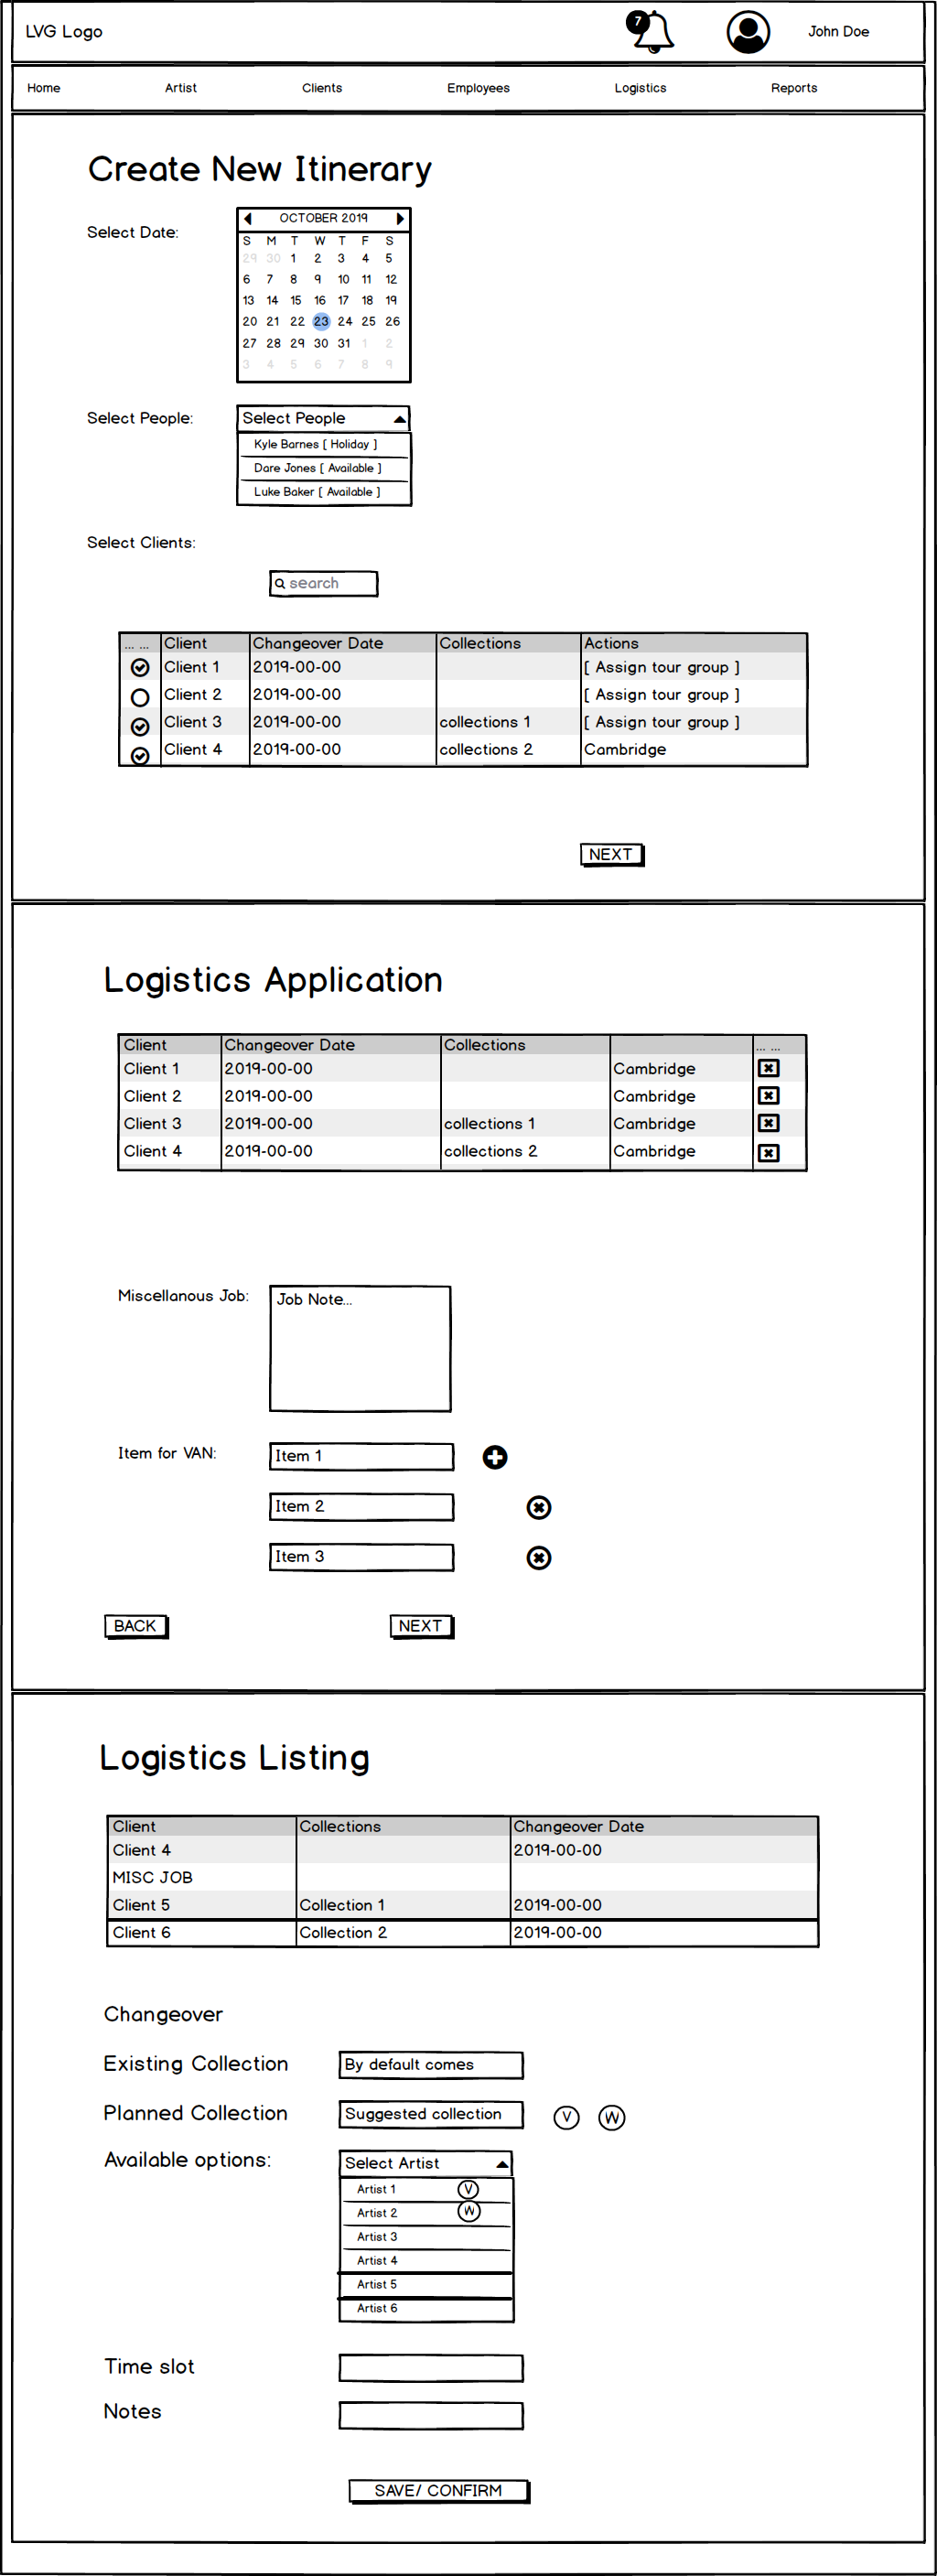 LVG Logo 7 John Doe
Home Artist Clients Employees Logistics Reports
Create New Itinerary
Select Date:
OCTOBER 2019
S M T W T F S
29 30 1 2 3 4 5
6 7 8 9 10 11 12
13 14 15 16 17 18 19
20 21 22 23 24 25 26
27 28 29 30 31 1 2
3 4 5 6 7 8 9
Select People: Select People
Kyle Barnes [ Holiday ]
Dare Jones [ Available ]
Luke Baker [ Available ]
Select Clients:
search
... ... Client Changeover Date Collections Actions
Client 1 2019-00-00 [ Assign tour group ]
Client 2 2019-00-00 [ Assign tour group ]
Client 3 2019-00-00 collections 1 [ Assign tour group ]
Client 4 2019-00-00 collections 2 Cambridge
NEXT
Logistics Application
Client Changeover Date Collections ... ...
Client 1 2019-00-00 Cambridge
Client 2 2019-00-00 Cambridge
Client 3 2019-00-00 collections 1 Cambridge
Client 4 2019-00-00 collections 2 Cambridge
Miscellanous Job: Job Note...
Item for VAN: Item 1
Item 2
Item 3
BACK NEXT
Logistics Listing
Client Collections Changeover Date
Client 4 2019-00-00
MISC JOB
Client 5 Collection 1 2019-00-00
Client 6 Collection 2 2019-00-00
Changeover
Existing Collection By default comes
Planned Collection Suggested collection V W
Available options: Select Artist
Artist 1 V
Artist 2 W
Artist 3
Artist 4
Artist 5
Artist 6
Time slot
Notes
SAVE/ CONFIRM